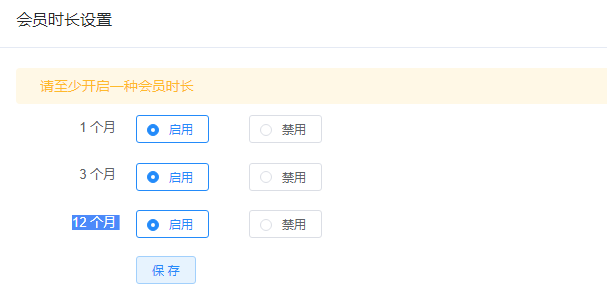 会员时长设置
请至少开启一种会员时长
1 个月 启用 禁用
3 个月 启用 禁用
12 个月 启用 禁用
保 存